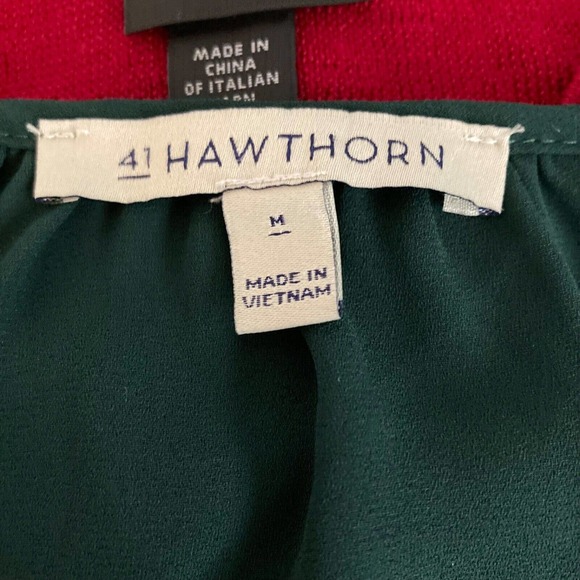 MADE IN
CHINA
OF ITALIAN
41 HAWTHORN
M
MADE IN
VIETNAM